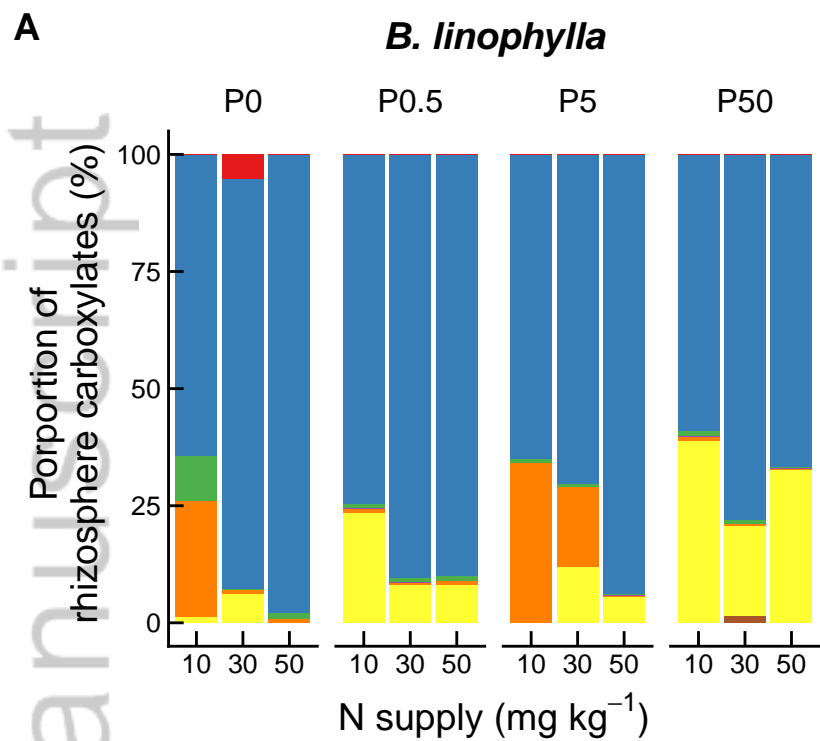 A
B. linophylla
P0 P0.5 P5 P50
Porportion of
rhizosphere carboxylates (%)
100
75
50
25
0
10 30 50 10 30 50 10 30 50 10 30 50
N supply (mg kg⁻¹)
anuscript